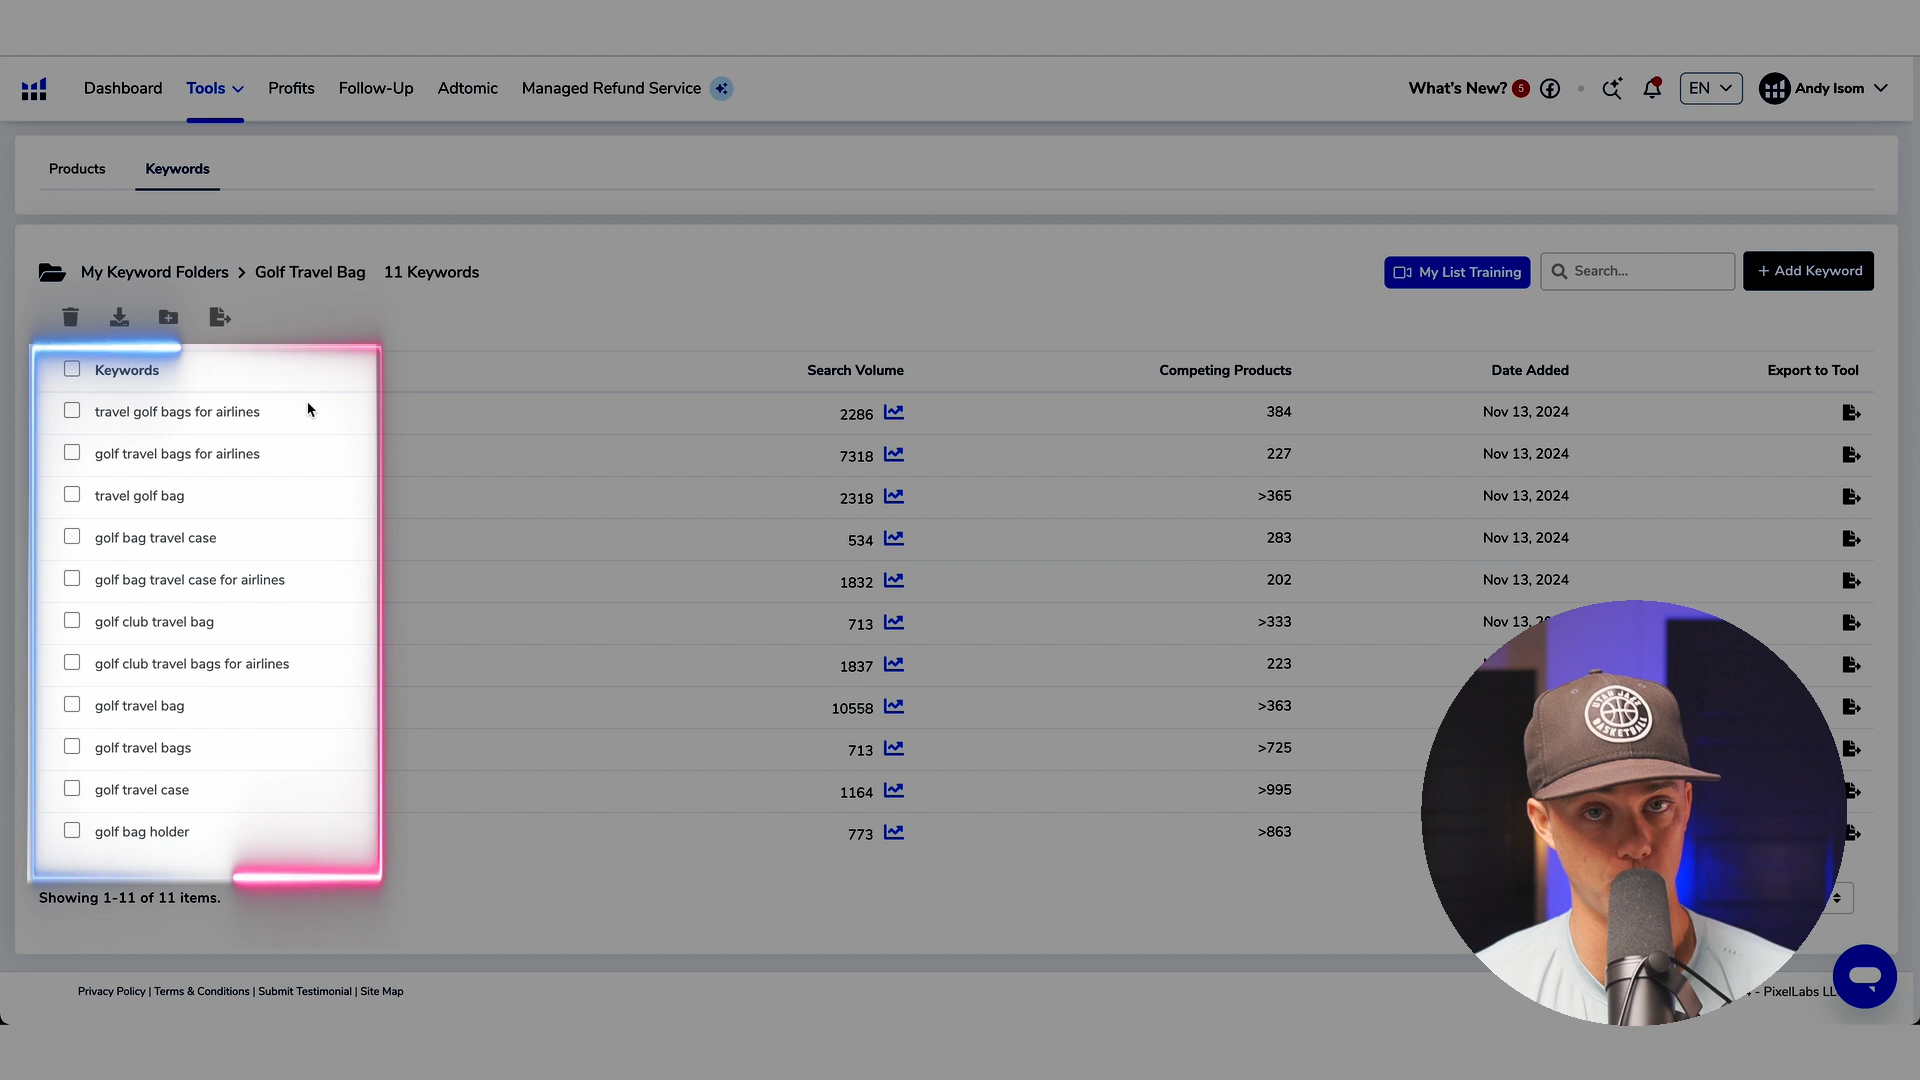 Dashboard Tools Profits Follow-Up Adtomic Managed Refund Service What's New? 5 EN Andy Isom
Products Keywords
My Keyword Folders > Golf Travel Bag 11 Keywords My List Training Search... + Add Keyword
Keywords Search Volume Competing Products Date Added Export to Tool
travel golf bags for airlines 2286 384 Nov 13, 2024
golf travel bags for airlines 7318 227 Nov 13, 2024
travel golf bag 2318 >365 Nov 13, 2024
golf bag travel case 534 283 Nov 13, 2024
golf bag travel case for airlines 1832 202 Nov 13, 2024
golf club travel bag 713 >333 Nov 13,
golf club travel bags for airlines 1837 223
golf travel bag 10558 >363
golf travel bags 713 >725
golf travel case 1164 >995
golf bag holder 773 >863
UTAH JAZZ
BASKETBALL
Showing 1-11 of 11 items.
Privacy Policy | Terms & Conditions | Submit Testimonial | Site Map - PixelLabs